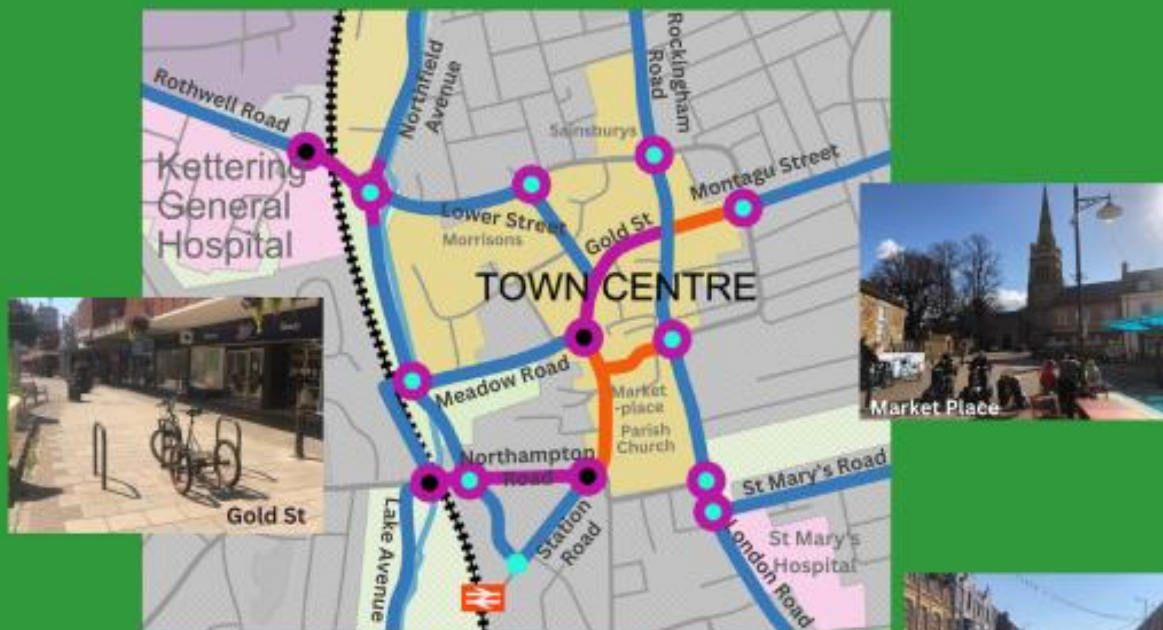 Rothwell Road
Northfield
Avenue
Rockingham
Road
Sainsburys
Montagu Street
Kettering
General
Hospital
Lower Street
Morrisons
Gold St
TOWN CENTRE
Meadow Road
Market
-place
Parish
Church
Market Place
Northampton
Road
St Mary's Road
Gold St
Lake Avenue
Station
Road
London Road
St Mary's
Hospital